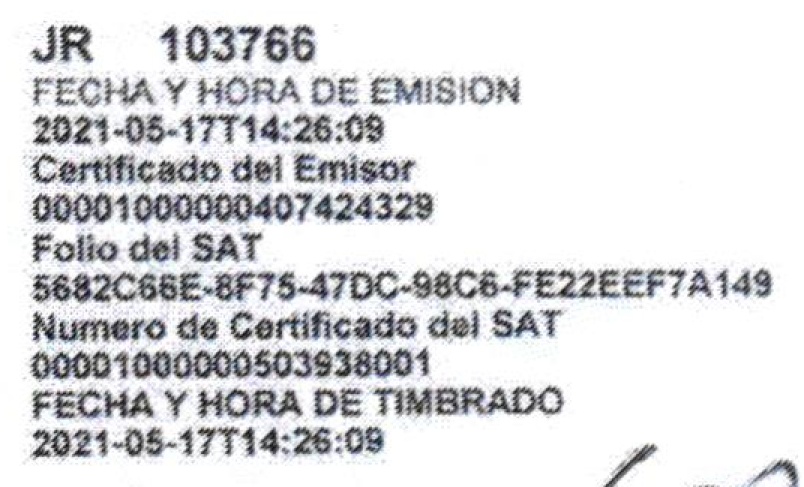 JR 103766
FECHA Y HORA DE EMISION
2021-05-17T14:26:09
Certificado del Emisor
00001000000407424329
Folio del SAT
5682C66E-8F75-47DC-98C6-FE22EEF7A149
Numero de Certificado del SAT
00001000000503938001
FECHA Y HORA DE TIMBRADO
2021-05-17T14:26:09